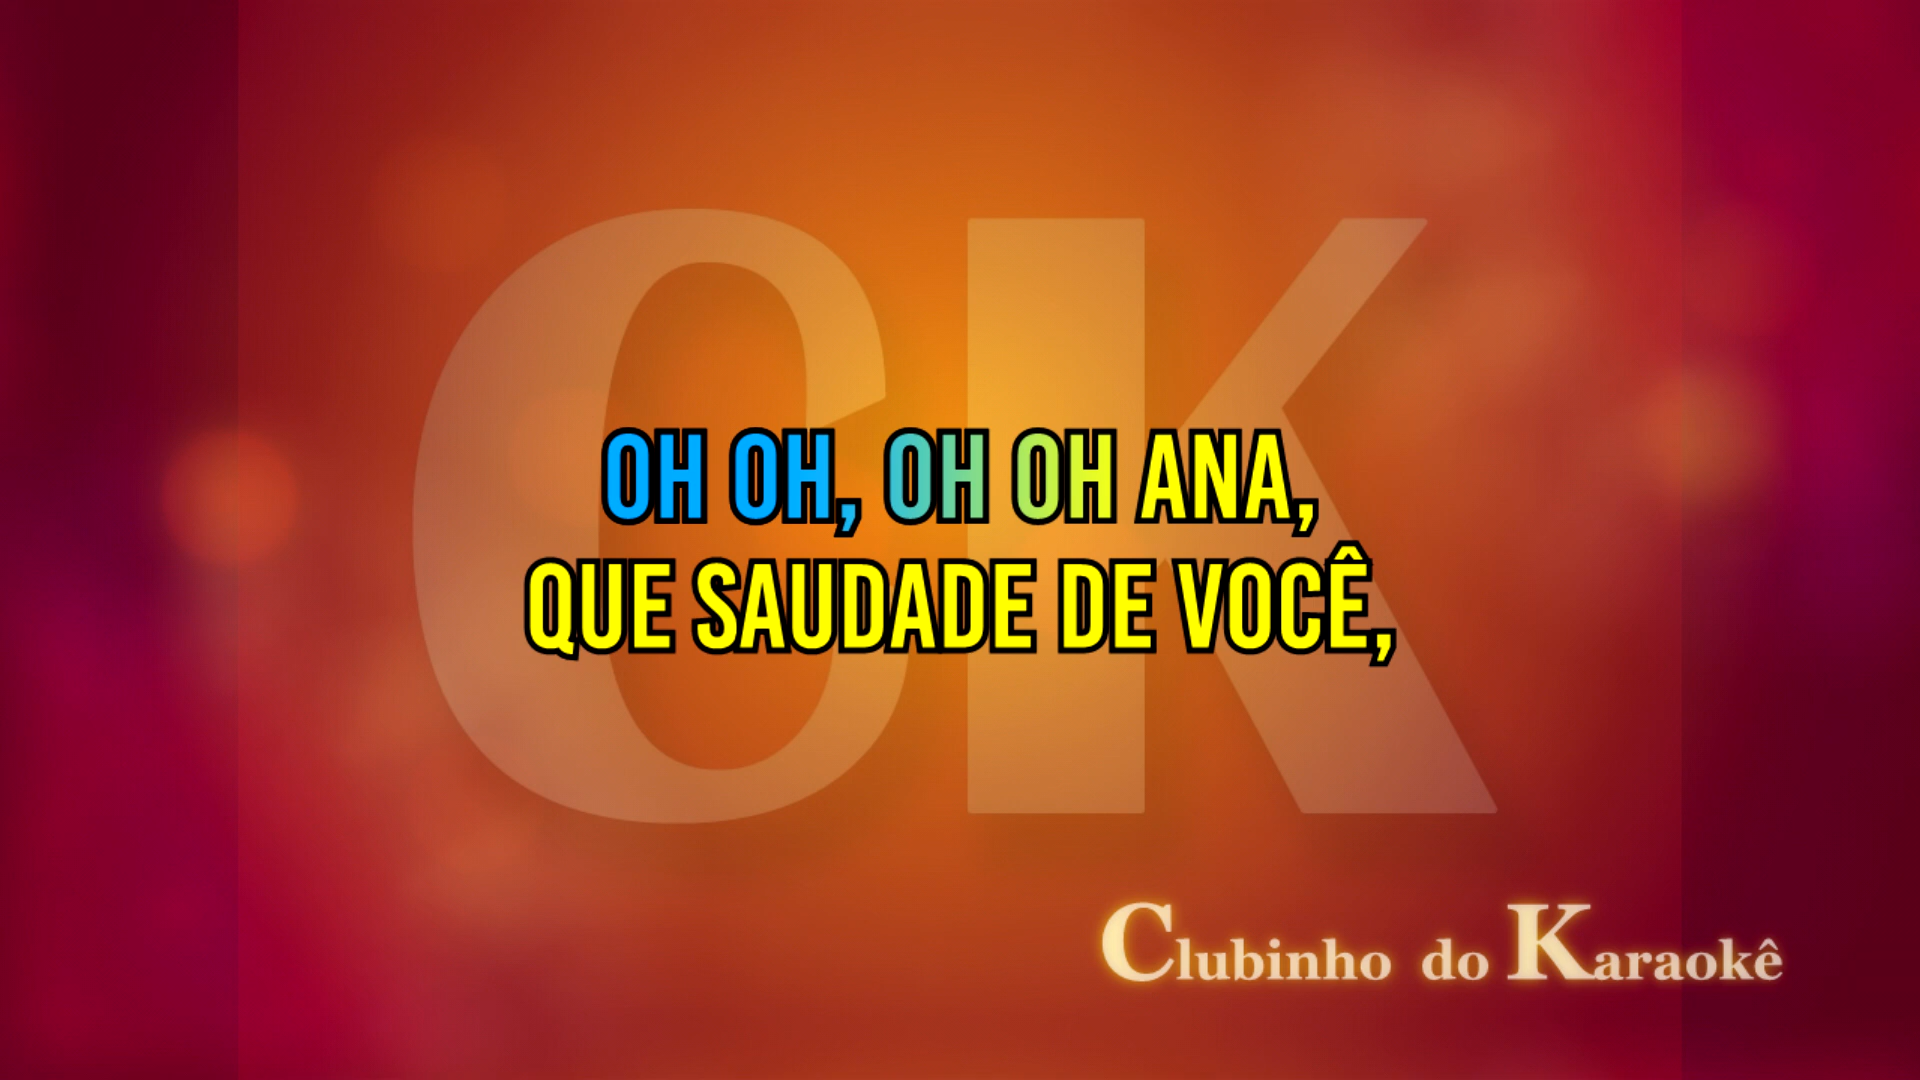 CK
OH OH, OH OH ANA,
QUE SAUDADE DE VOCÊ,
Clubinho do Karaokê